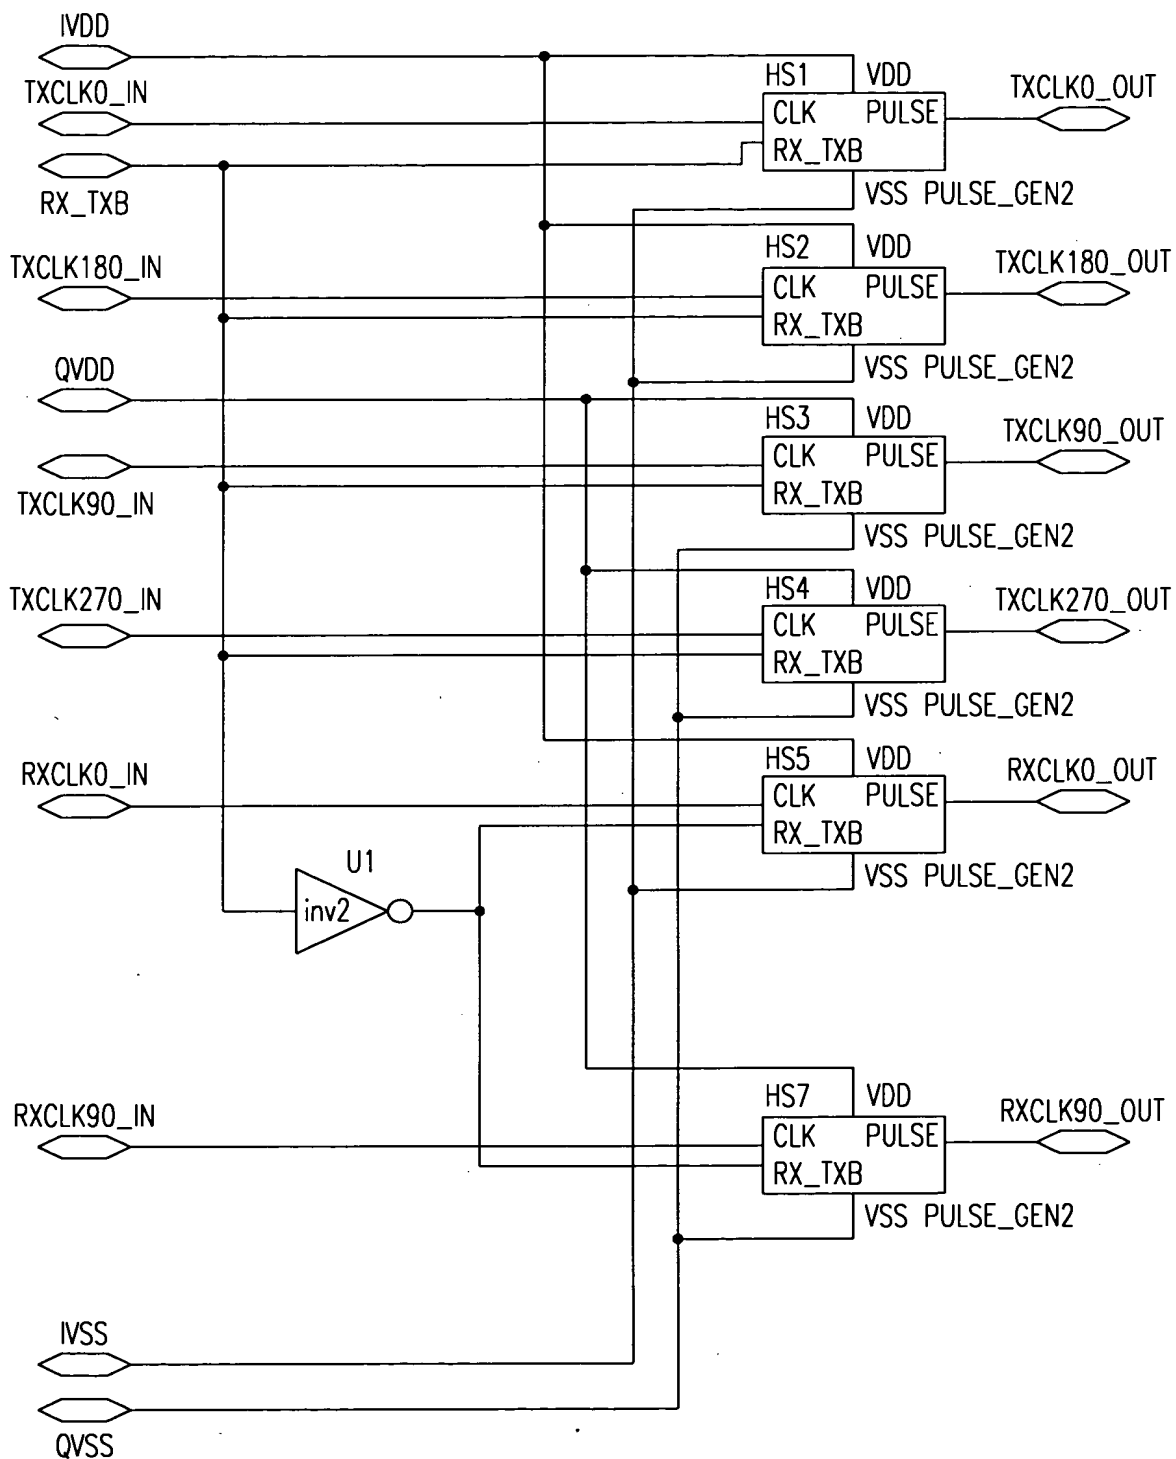 IVDD
TXCLK0_IN
RX_TXB
TXCLK180_IN
QVDD
TXCLK90_IN
TXCLK270_IN
RXCLK0_IN
U1
inv2
RXCLK90_IN
IVSS
QVSS
HS1 VDD
CLK PULSE
RX_TXB
VSS PULSE_GEN2
TXCLK0_OUT
HS2 VDD
CLK PULSE
RX_TXB
VSS PULSE_GEN2
TXCLK180_OUT
HS3 VDD
CLK PULSE
RX_TXB
VSS PULSE_GEN2
TXCLK90_OUT
HS4 VDD
CLK PULSE
RX_TXB
VSS PULSE_GEN2
TXCLK270_OUT
HS5 VDD
CLK PULSE
RX_TXB
VSS PULSE_GEN2
RXCLK0_OUT
HS7 VDD
CLK PULSE
RX_TXB
VSS PULSE_GEN2
RXCLK90_OUT